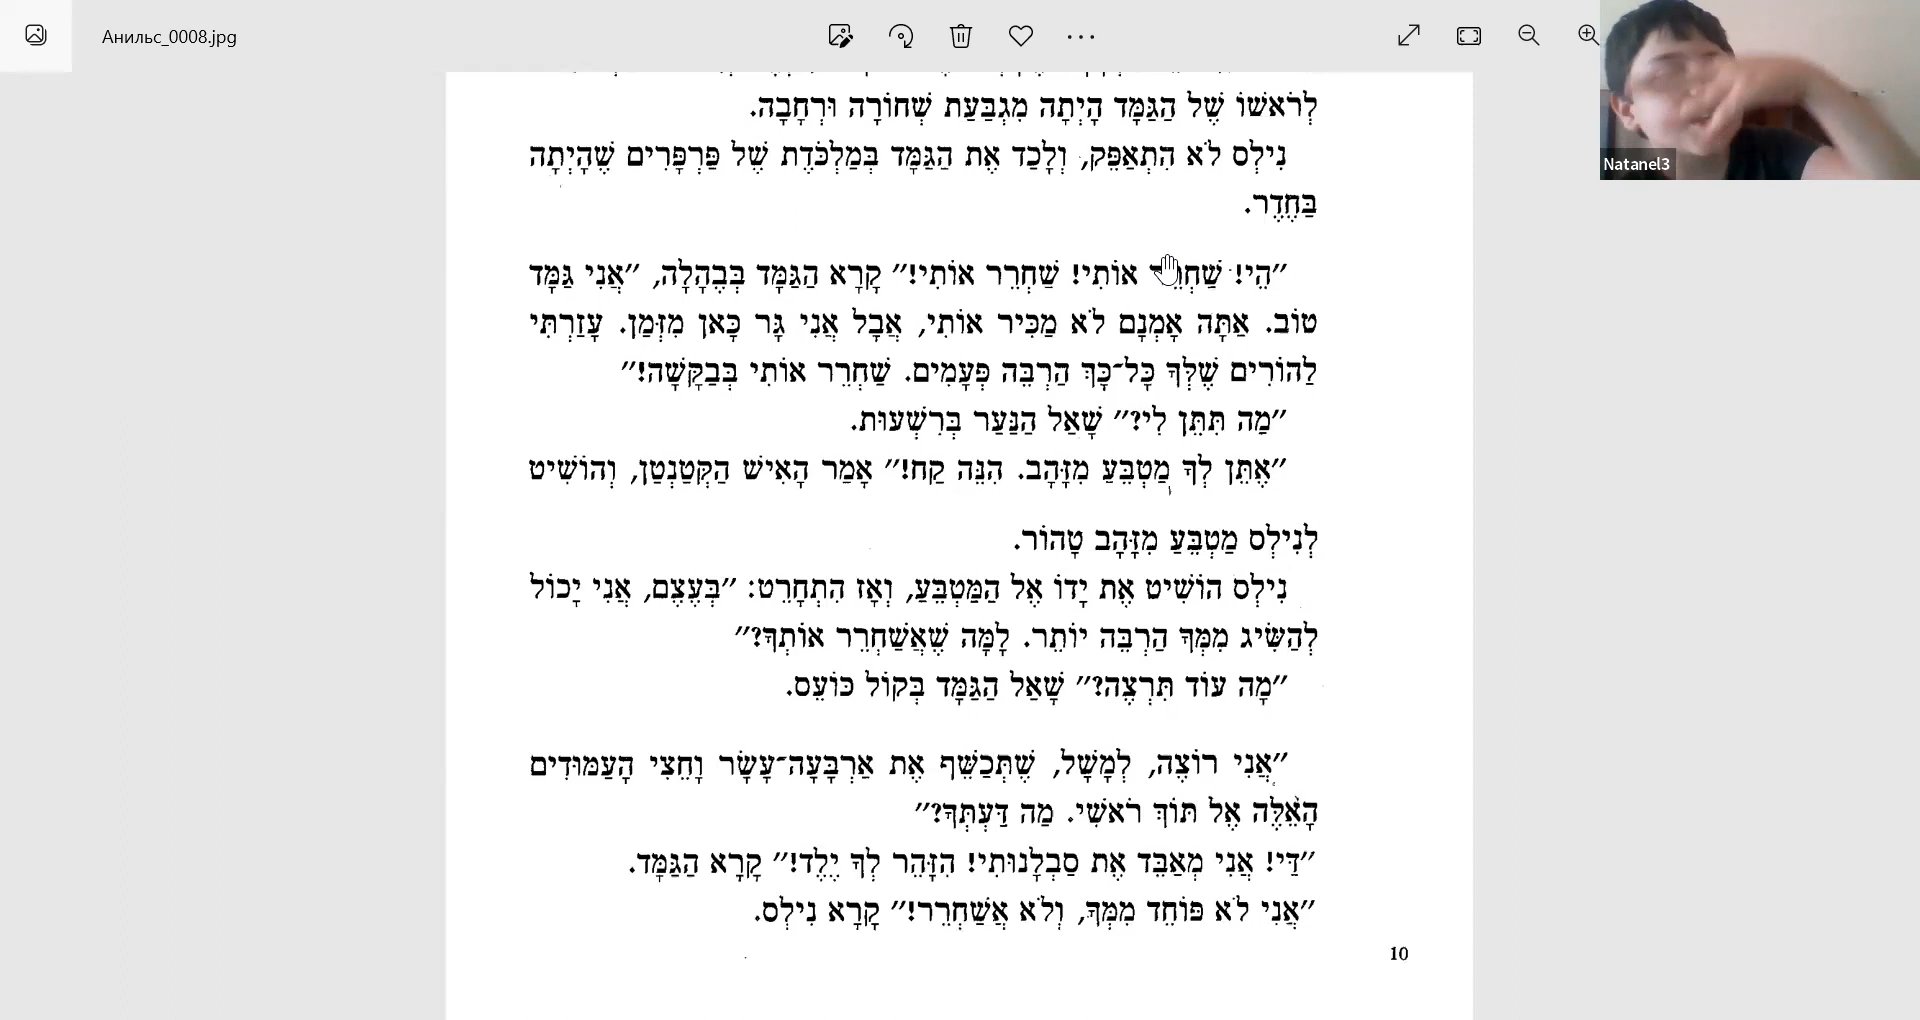 Анильс_0008.jpg
Natanel3
לְרֹאשׁוֹ שֶׁל הַגַּמָּד הָיְתָה מִגְבַּעַת שְׁחוֹרָה וּרְחָבָה.
נִילְס לֹא הִתְאַפֵּק, וְלָכַד אֶת הַגַּמָּד בְּמַלְכֹּדֶת שֶׁל פַּרְפָּרִים שֶׁהָיְתָה
בַּחֶדֶר.
״הֵי! שַׁחְרֵר אוֹתִי! שַׁחְרֵר אוֹתִי!״ קָרָא הַגַּמָּד בְּבֶהָלָה, ״אֲנִי גַּמָּד
טוֹב. אַתָּה אָמְנָם לֹא מַכִּיר אוֹתִי, אֲבָל אֲנִי גָּר כָּאן מִזְּמַן. עָזַרְתִּי
לַהוֹרִים שֶׁלְּךָ כָּל־כָּךְ הַרְבֵּה פְּעָמִים. שַׁחְרֵר אוֹתִי בְּבַקָּשָׁה!״
״מַה תִּתֵּן לִי?״ שָׁאַל הַנַּעַר בְּרִשְׁעוּת.
״אֶתֵּן לְךָ מַטְבֵּעַ מִזָּהָב. הִנֵּה קַח!״ אָמַר הָאִישׁ הַקְּטַנְטַן, וְהוֹשִׁיט
לְנִילְס מַטְבֵּעַ מִזָּהָב טָהוֹר.
נִילְס הוֹשִׁיט אֶת יָדוֹ אֶל הַמַּטְבֵּעַ, וְאָז הִתְחָרֵט: ״בְּעֶצֶם, אֲנִי יָכוֹל
לְהַשִּׂיג מִמְּךָ הַרְבֵּה יוֹתֵר. לָמָּה שֶׁאֲשַׁחְרֵר אוֹתְךָ?״
״מָה עוֹד תִּרְצֶה?״ שָׁאַל הַגַּמָּד בְּקוֹל כּוֹעֵס.
״אֲנִי רוֹצֶה, לְמָשָׁל, שֶׁתְּכַשֵּׁף אֶת אַרְבָּעָה־עָשָׂר וָחֵצִי הָעַמּוּדִים
הָאֵלֶּה אֶל תּוֹךְ רֹאשִׁי. מַה דַּעְתְּךָ?״
״דַּי! אֲנִי מְאַבֵּד אֶת סַבְלָנוּתִי! הִזָּהֵר לְךָ יֶלֶד!״ קָרָא הַגַּמָּד.
״אֲנִי לֹא פּוֹחֵד מִמְּךָ, וְלֹא אֲשַׁחְרֵר!״ קָרָא נִילְס.
10